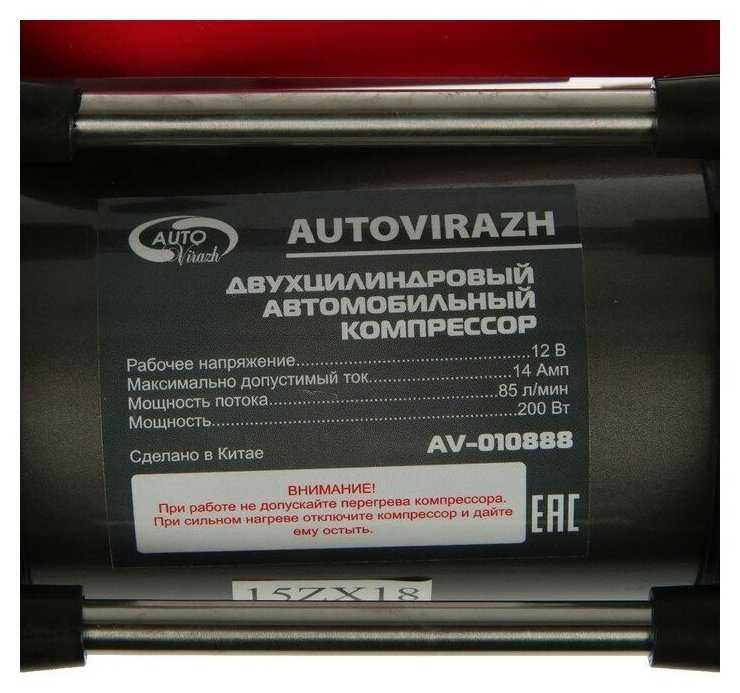 AUTO
Virazh
AUTOVIRAZH
ДВУХЦИЛИНДРОВЫЙ
АВТОМОБИЛЬНЫЙ
КОМПРЕССОР
Рабочее напряжение........................................12 В
Максимально допустимый ток........................14 Амп
Мощность потока.......................................85 л/мин
Мощность......................................................200 Вт
Сделано в Китае
AV-010888
ВНИМАНИЕ!
При работе не допускайте перегрева компрессора.
При сильном нагреве отключите компрессор и дайте
ему остыть.
EAC
15ZX18